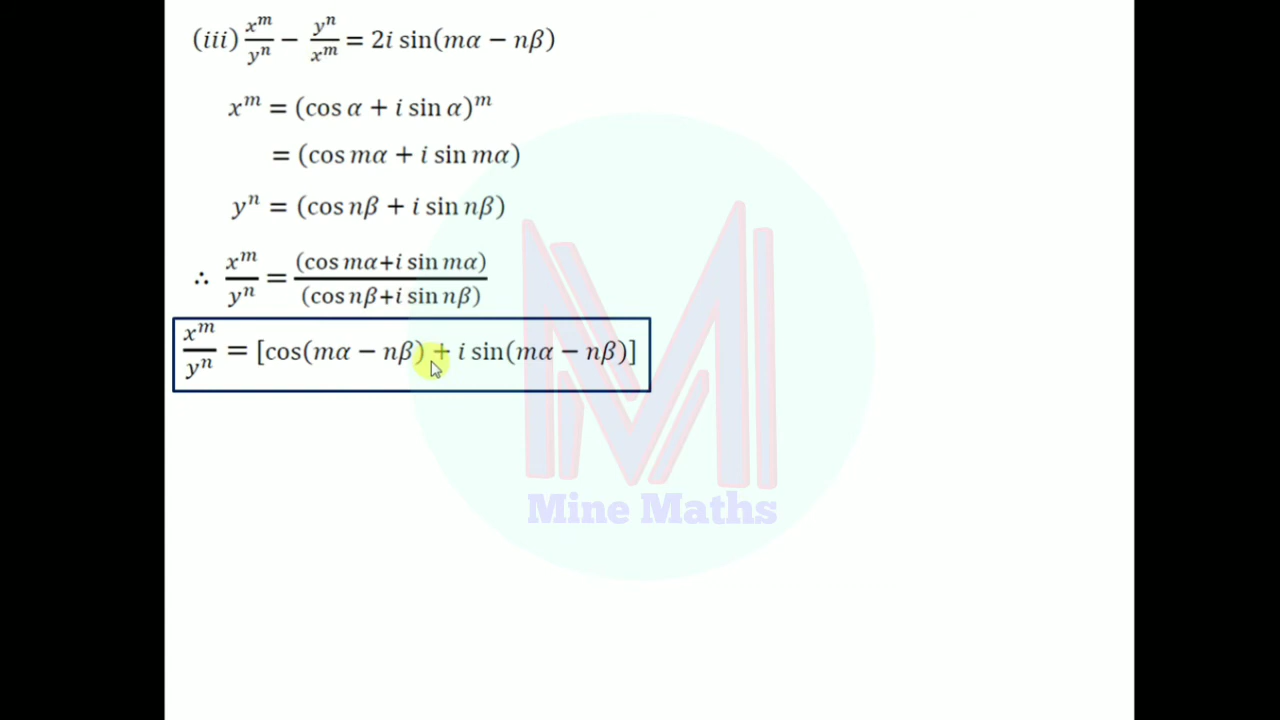 (iii) x^m/y^n − y^n/x^m = 2i sin(mα − nβ)
x^m = (cos α + i sin α)^m
= (cos mα + i sin mα)
y^n = (cos nβ + i sin nβ)
∴ x^m/y^n = (cos mα+i sin mα)/(cos nβ+i sin nβ)
x^m/y^n = [cos(mα − nβ) + i sin(mα − nβ)]
Mine Maths